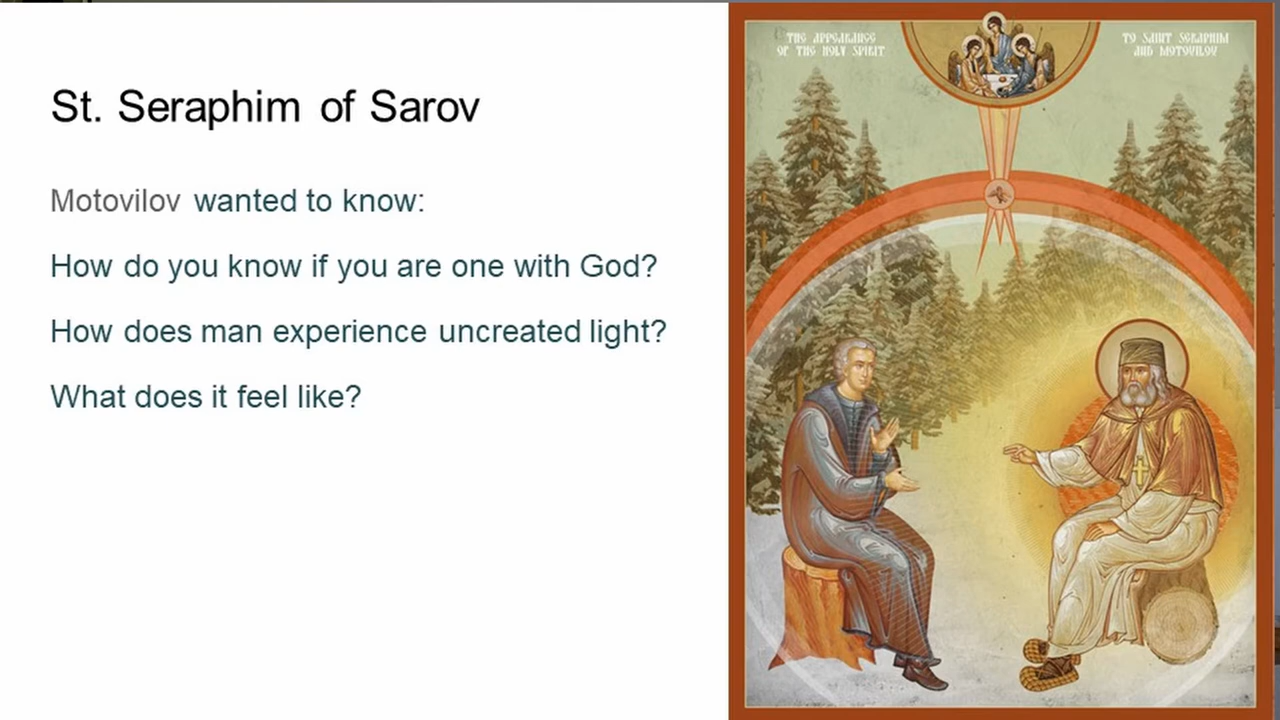 St. Seraphim of Sarov
Motovilov wanted to know:
How do you know if you are one with God?
How does man experience uncreated light?
What does it feel like?
THE APPEARANCE
OF THE HOLY SPIRIT
TO SAINT SERAPHIM
AND MOTOVILOV